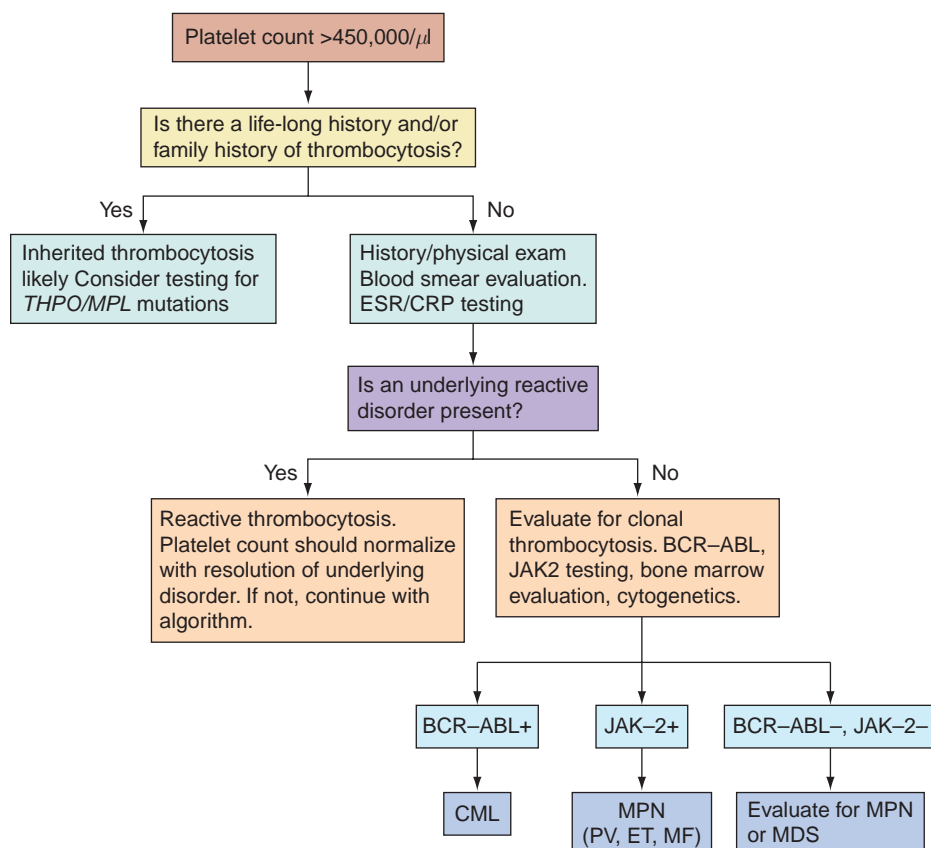 Platelet count >450,000/μl
Is there a life-long history and/or
family history of thrombocytosis?
Yes
No
Inherited thrombocytosis
likely Consider testing for
THPO/MPL mutations
History/physical exam
Blood smear evaluation.
ESR/CRP testing
Is an underlying reactive
disorder present?
Yes
No
Reactive thrombocytosis.
Platelet count should normalize
with resolution of underlying
disorder. If not, continue with
algorithm.
Evaluate for clonal
thrombocytosis. BCR–ABL,
JAK2 testing, bone marrow
evaluation, cytogenetics.
BCR–ABL+
JAK–2+
BCR–ABL–, JAK–2–
CML
MPN
(PV, ET, MF)
Evaluate for MPN
or MDS